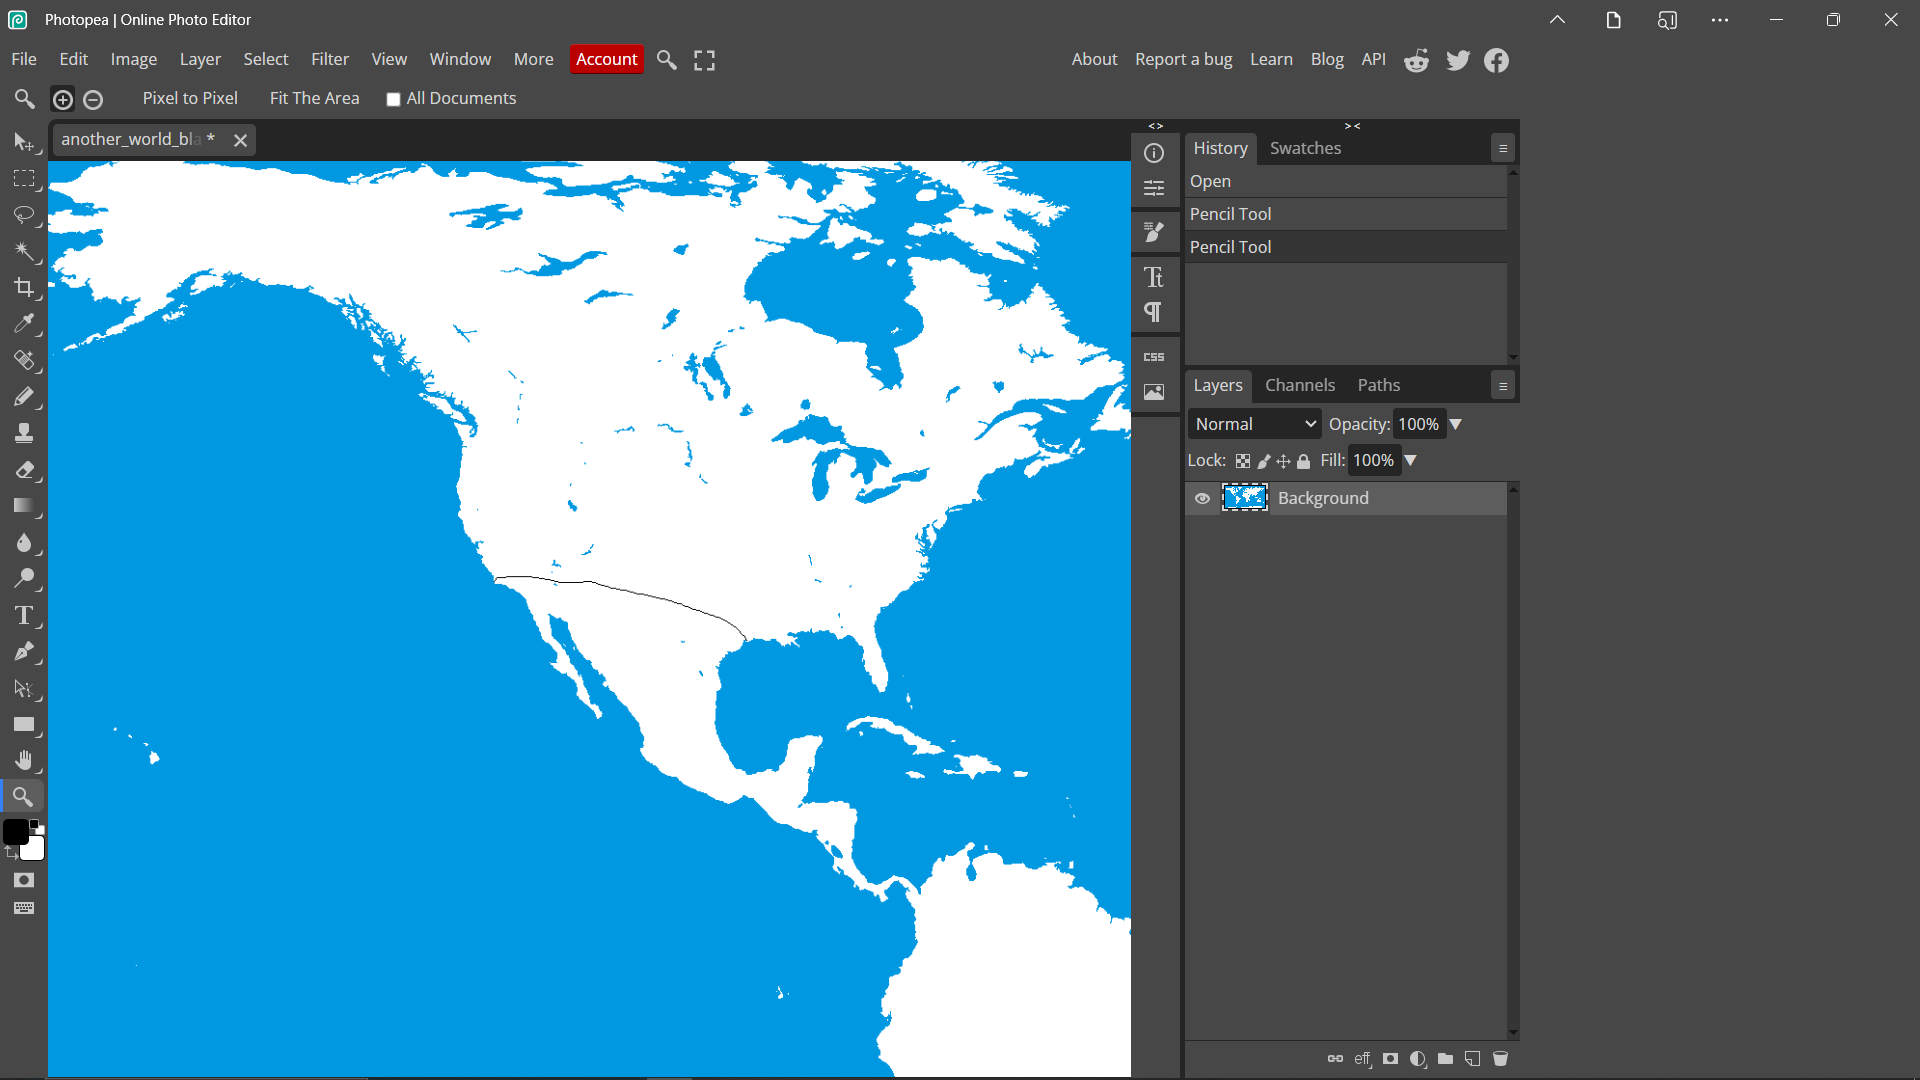 Photopea | Online Photo Editor
File Edit Image Layer Select Filter View Window More Account About Report a bug Learn Blog API
Pixel to Pixel Fit The Area All Documents
another_world_bla *
History Swatches
Open
Pencil Tool
Pencil Tool
CSS
Layers Channels Paths
Normal Opacity: 100%
Lock: Fill: 100%
Background
eff